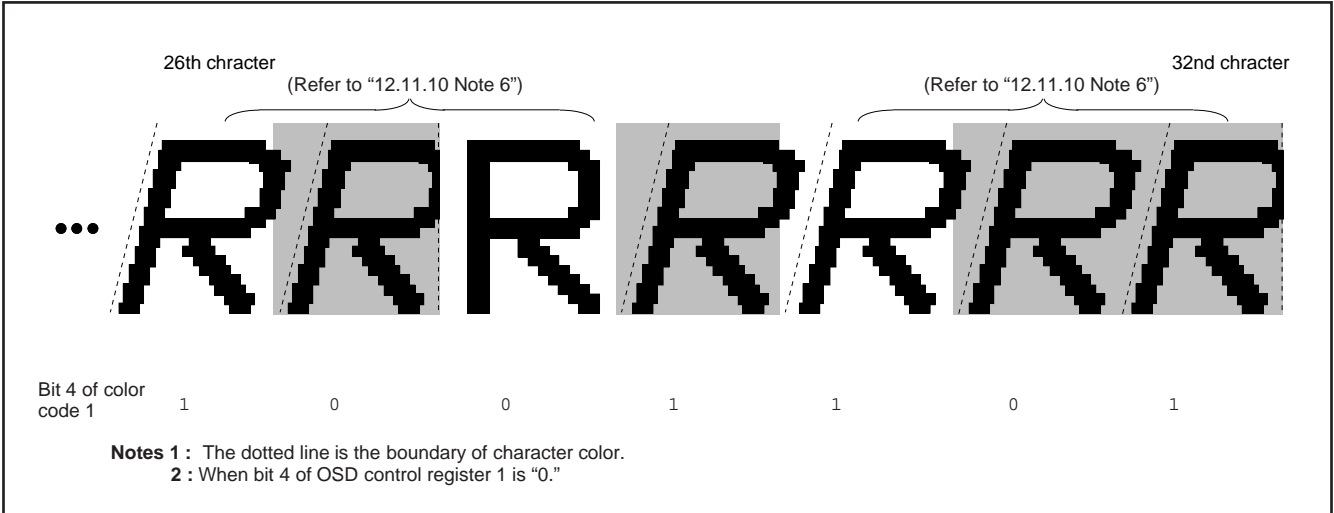 26th chracter
32nd chracter
(Refer to “12.11.10 Note 6”)
(Refer to “12.11.10 Note 6”)
••• R R R R R R R
Bit 4 of color
code 1
1 0 0 1 1 0 1
Notes 1 : The dotted line is the boundary of character color.
2 : When bit 4 of OSD control register 1 is “0.”